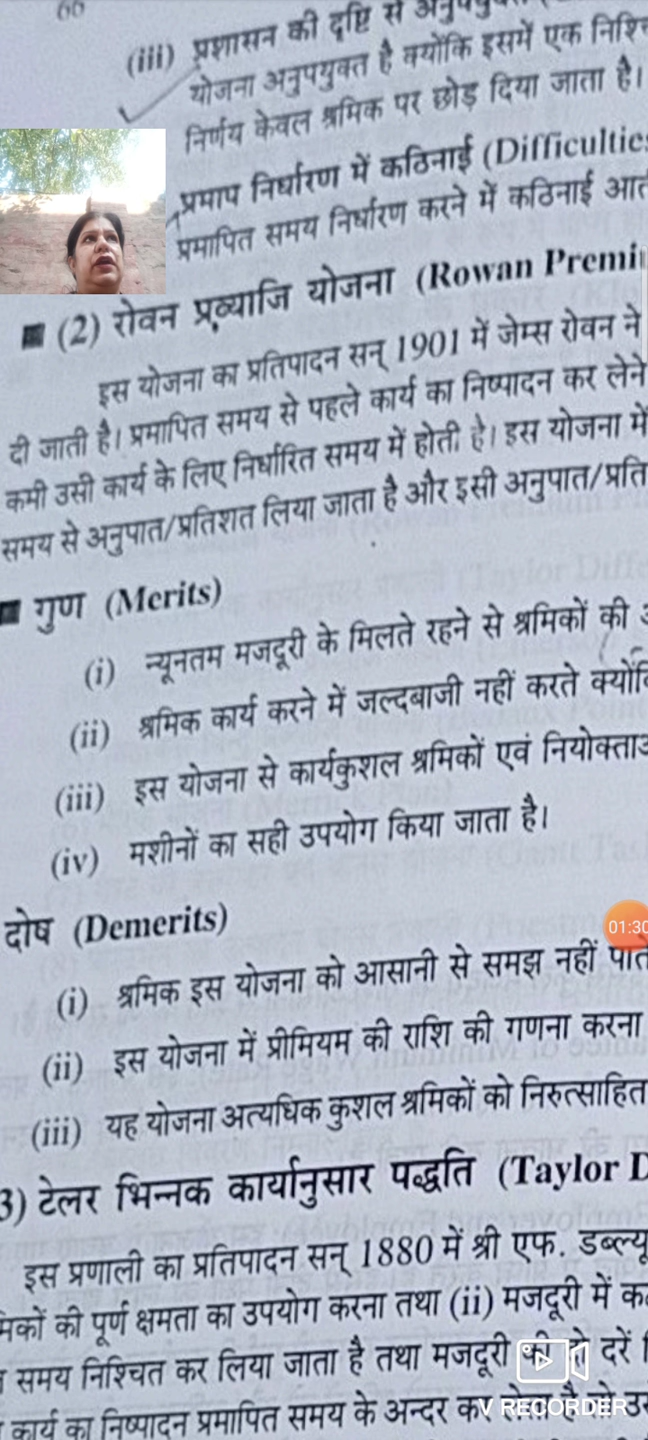 66
(iii) प्रशासन की दृष्टि से
योजना अनुपयुक्त है क्योंकि इसमें एक
निर्णय केवल श्रमिक पर छोड़ दिया जाता है।
प्रमाप निर्धारण में कठिनाई (Difficulties
प्रमापित समय निर्धारण करने में कठिनाई
■ (2) रोवन प्रव्याजि योजना (Rowan
इस योजना का प्रतिपादन सन् 1901 में जेम्स रोवन ने
दी जाती है। प्रमापित समय से पहले कार्य का निष्पादन कर लेने
कमी उसी कार्य के लिए निर्धारित समय में होती है। इस योजना में
समय से अनुपात/प्रतिशत लिया जाता है और इसी अनुपात/प्रति
■ गुण (Merits)
(i) न्यूनतम मजदूरी के मिलते रहने से श्रमिकों की
(ii) श्रमिक कार्य करने में जल्दबाजी नहीं करते
(iii) इस योजना से कार्यकुशल श्रमिकों एवं
(iv) मशीनों का सही उपयोग किया जाता है।
दोष (Demerits)
01:30
(i) श्रमिक इस योजना को आसानी से समझ नहीं
(ii) इस योजना में प्रीमियम की राशि की गणना करना
(iii) यह योजना अत्यधिक कुशल श्रमिकों को निरुत्साहित
3) टेलर भिन्नक कार्यानुसार पद्धति (Taylor D
इस प्रणाली का प्रतिपादन सन् 1880 में श्री एफ. डब्ल्यू
मिकों की पूर्ण क्षमता का उपयोग करना तथा (ii) मजदूरी में
समय निश्चित कर लिया जाता है तथा मजदूरी की दो दरें
कार्य का निष्पादन प्रमापित समय के अन्दर कर लेता है तो
V RECORDER